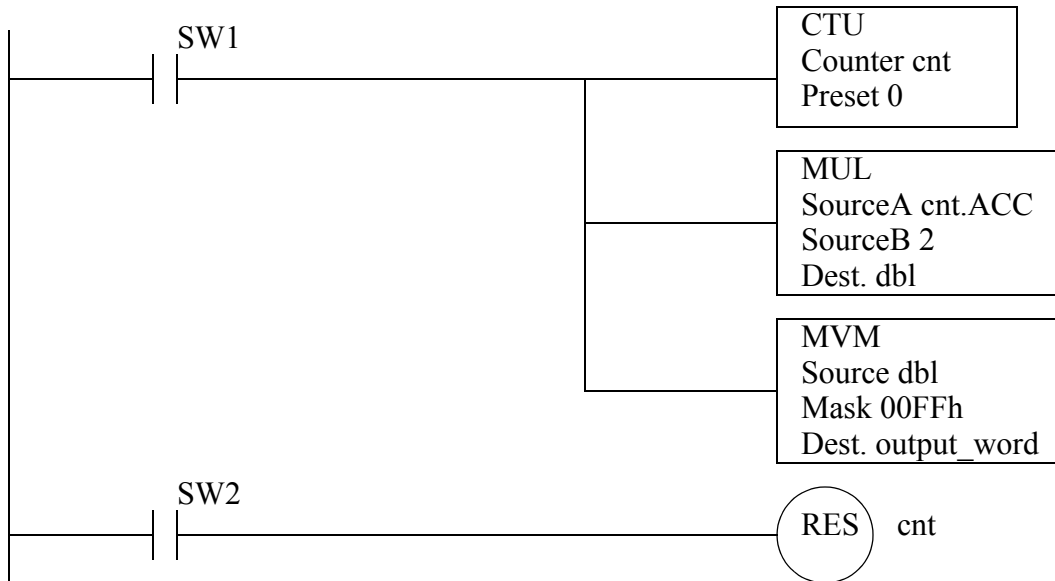 SW1
CTU
Counter cnt
Preset 0
MUL
SourceA cnt.ACC
SourceB 2
Dest. dbl
MVM
Source dbl
Mask 00FFh
Dest. output_word
SW2
RES cnt